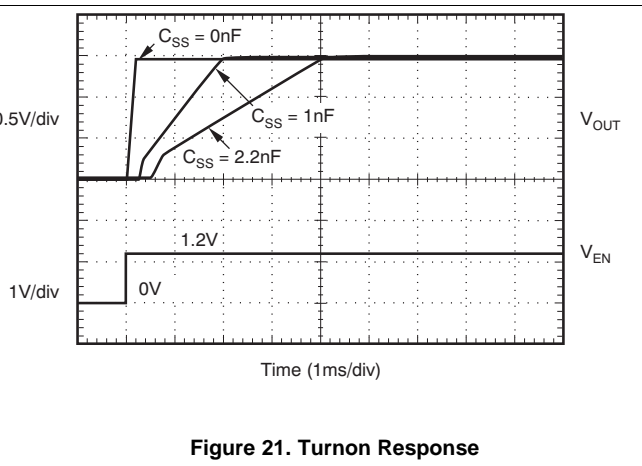 C_SS = 0nF
0.5V/div
C_SS = 1nF
V_OUT
C_SS = 2.2nF
1.2V
V_EN
1V/div
0V
Time (1ms/div)
Figure 21. Turnon Response